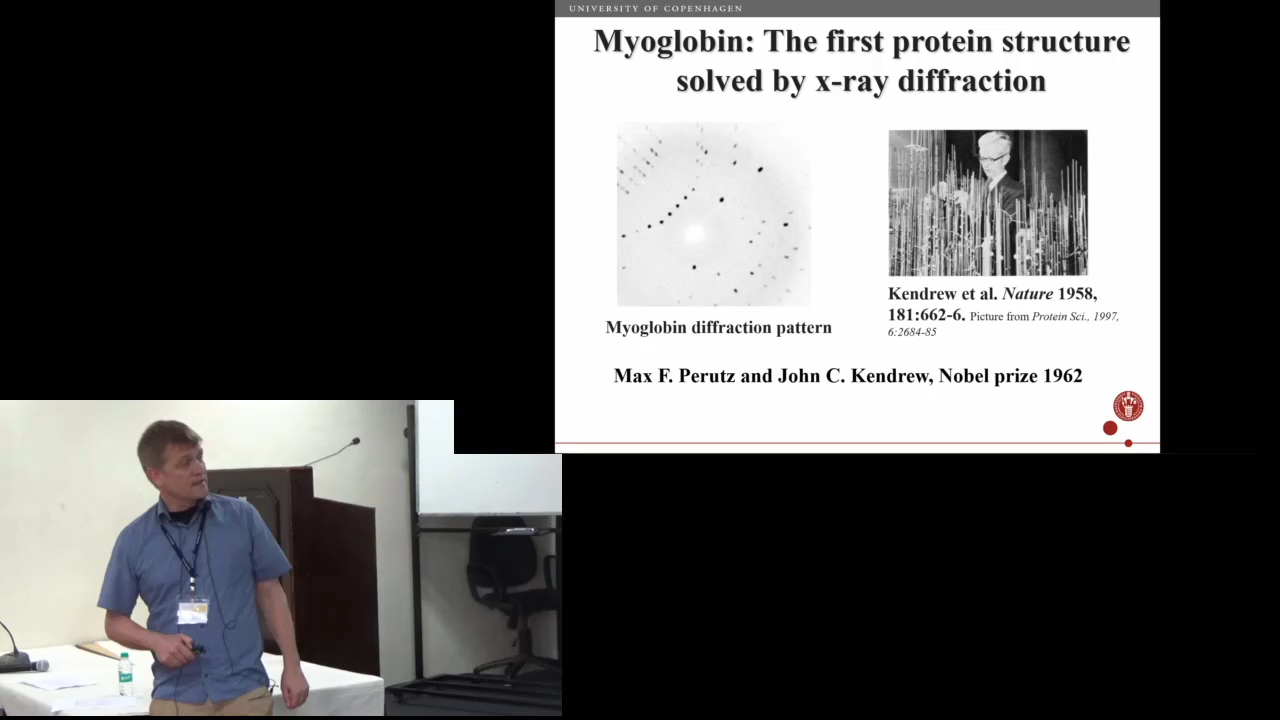 UNIVERSITY OF COPENHAGEN
Myoglobin: The first protein structure
solved by x-ray diffraction
Myoglobin diffraction pattern
Kendrew et al. Nature 1958,
181:662-6. Picture from Protein Sci., 1997,
6:2684-85
Max F. Perutz and John C. Kendrew, Nobel prize 1962